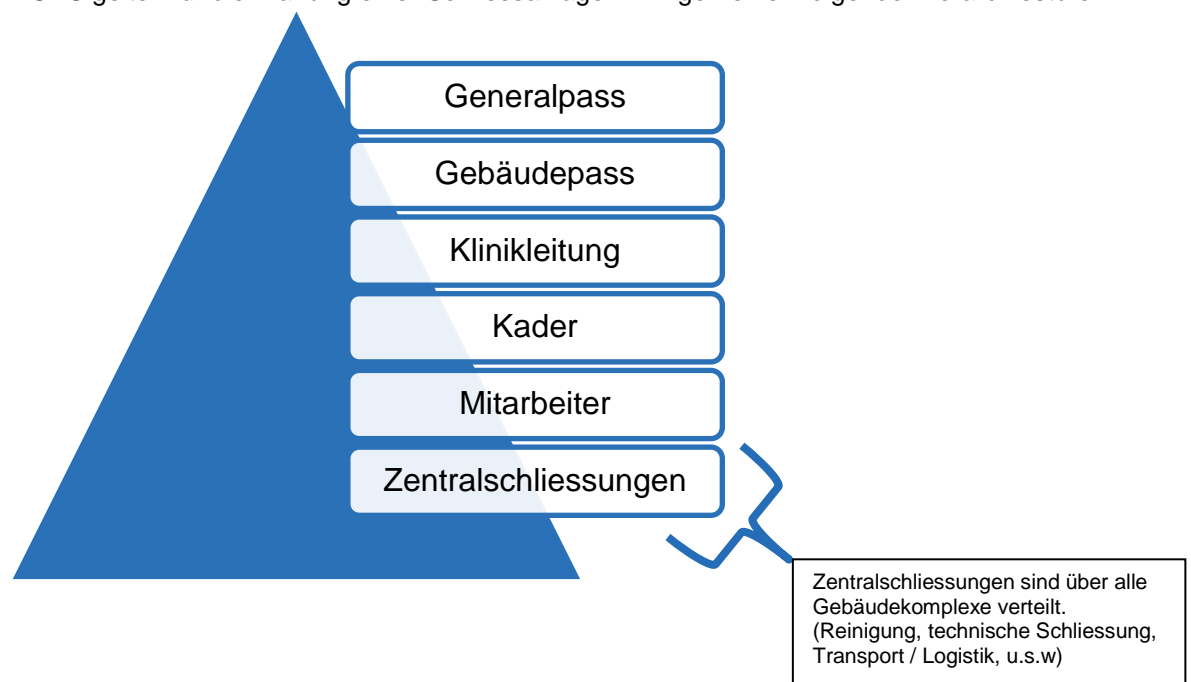 Generalpass
Gebäudepass
Klinikleitung
Kader
Mitarbeiter
Zentralschliessungen
Zentralschliessungen sind über alle
Gebäudekomplexe verteilt.
(Reinigung, technische Schliessung,
Transport / Logistik, u.s.w)